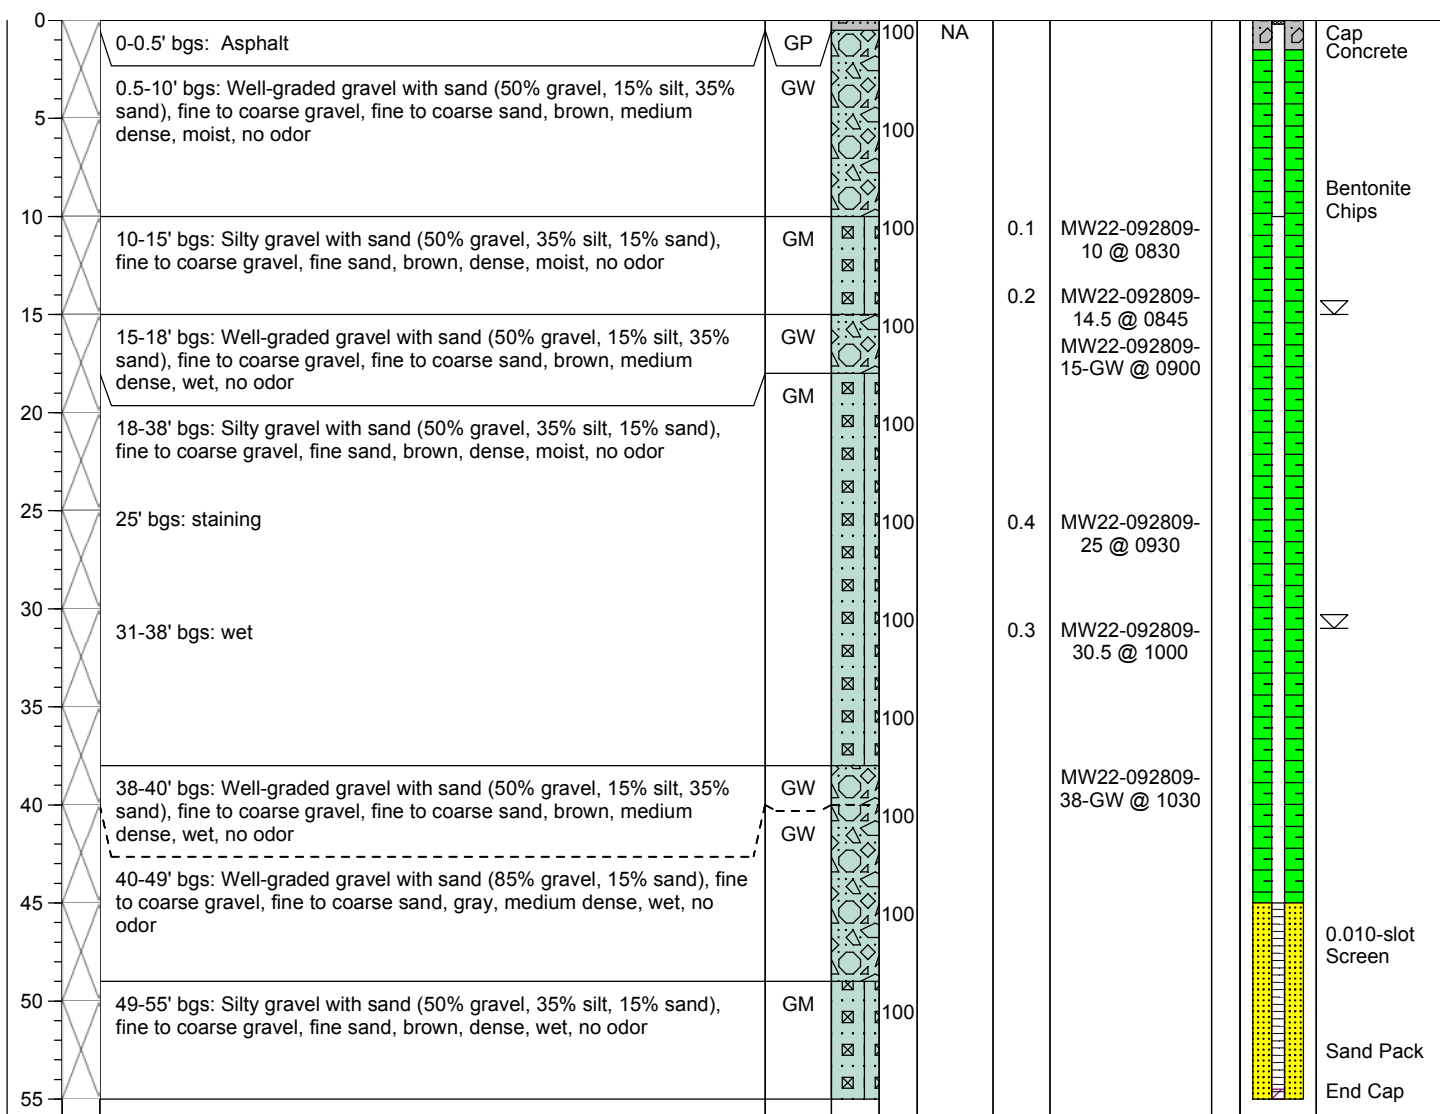 0
0-0.5' bgs: Asphalt
GP
100
NA
Cap
Concrete
0.5-10' bgs: Well-graded gravel with sand (50% gravel, 15% silt, 35%
sand), fine to coarse gravel, fine to coarse sand, brown, medium
dense, moist, no odor
GW
5
100
Bentonite
Chips
10
10-15' bgs: Silty gravel with sand (50% gravel, 35% silt, 15% sand),
fine to coarse gravel, fine sand, brown, dense, moist, no odor
GM
100
0.1
MW22-092809-
10 @ 0830
0.2
MW22-092809-
14.5 @ 0845
15
15-18' bgs: Well-graded gravel with sand (50% gravel, 15% silt, 35%
sand), fine to coarse gravel, fine to coarse sand, brown, medium
dense, wet, no odor
GW
100
MW22-092809-
15-GW @ 0900
GM
20
18-38' bgs: Silty gravel with sand (50% gravel, 35% silt, 15% sand),
fine to coarse gravel, fine sand, brown, dense, moist, no odor
100
25
25' bgs: staining
100
0.4
MW22-092809-
25 @ 0930
30
31-38' bgs: wet
100
0.3
MW22-092809-
30.5 @ 1000
35
100
38-40' bgs: Well-graded gravel with sand (50% gravel, 15% silt, 35%
sand), fine to coarse gravel, fine to coarse sand, brown, medium
dense, wet, no odor
GW
MW22-092809-
38-GW @ 1030
40
100
GW
40-49' bgs: Well-graded gravel with sand (85% gravel, 15% sand), fine
to coarse gravel, fine to coarse sand, gray, medium dense, wet, no
odor
45
100
0.010-slot
Screen
50
49-55' bgs: Silty gravel with sand (50% gravel, 35% silt, 15% sand),
fine to coarse gravel, fine sand, brown, dense, wet, no odor
GM
100
Sand Pack
End Cap
55